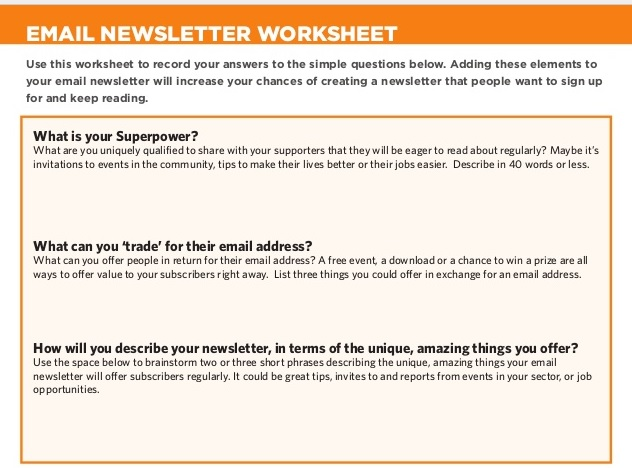 EMAIL NEWSLETTER WORKSHEET
Use this worksheet to record your answers to the simple questions below. Adding these elements to
your email newsletter will increase your chances of creating a newsletter that people want to sign up
for and keep reading.
What is your Superpower?
What are you uniquely qualified to share with your supporters that they will be eager to read about regularly? Maybe it's
invitations to events in the community, tips to make their lives better or their jobs easier. Describe in 40 words or less.
What can you ‘trade’ for their email address?
What can you offer people in return for their email address? A free event, a download or a chance to win a prize are all
ways to offer value to your subscribers right away. List three things you could offer in exchange for an email address.
How will you describe your newsletter, in terms of the unique, amazing things you offer?
Use the space below to brainstorm two or three short phrases describing the unique, amazing things your email
newsletter will offer subscribers regularly. It could be great tips, invites to and reports from events in your sector, or job
opportunities.